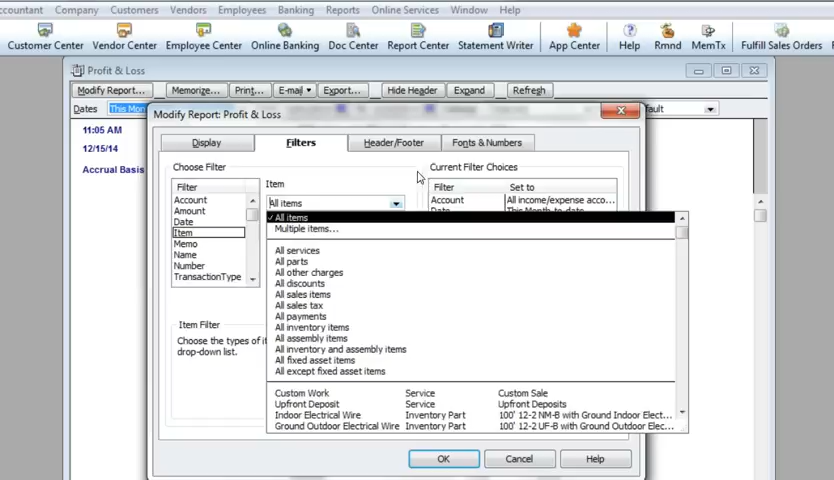 ccountant Company Customers Vendors Employees Banking Reports Online Services Window Help
Customer Center Vendor Center Employee Center Online Banking Doc Center Report Center Statement Writer App Center Help Rmnd MemTx Fulfill Sales Orders
Profit & Loss
Modify Report... Memorize... Print... E-mail Export... Hide Header Expand Refresh
Dates This Mon fault
Modify Report: Profit & Loss
11:05 AM
12/15/14
Accrual Basis
Display Filters Header/Footer Fonts & Numbers
Choose Filter Current Filter Choices
Filter Item Filter Set to
Account All items Account All income/expense acco...
Amount Date This Month-to-date
Date All items
Item Multiple items...
Memo
Name All services
Number All parts
TransactionType All other charges
All discounts
All sales items
All sales tax
All payments
Item Filter All inventory items
Choose the types of it All assembly items
drop-down list. All inventory and assembly items
All fixed asset items
All except fixed asset items
Custom Work Service Custom Sale
Upfront Deposit Service Upfront Deposits
Indoor Electrical Wire Inventory Part 100' 12-2 NM-B with Ground Indoor Elect...
Ground Outdoor Electrical Wire Inventory Part 100' 12-2 UF-B with Ground Outdoor Elec...
OK Cancel Help